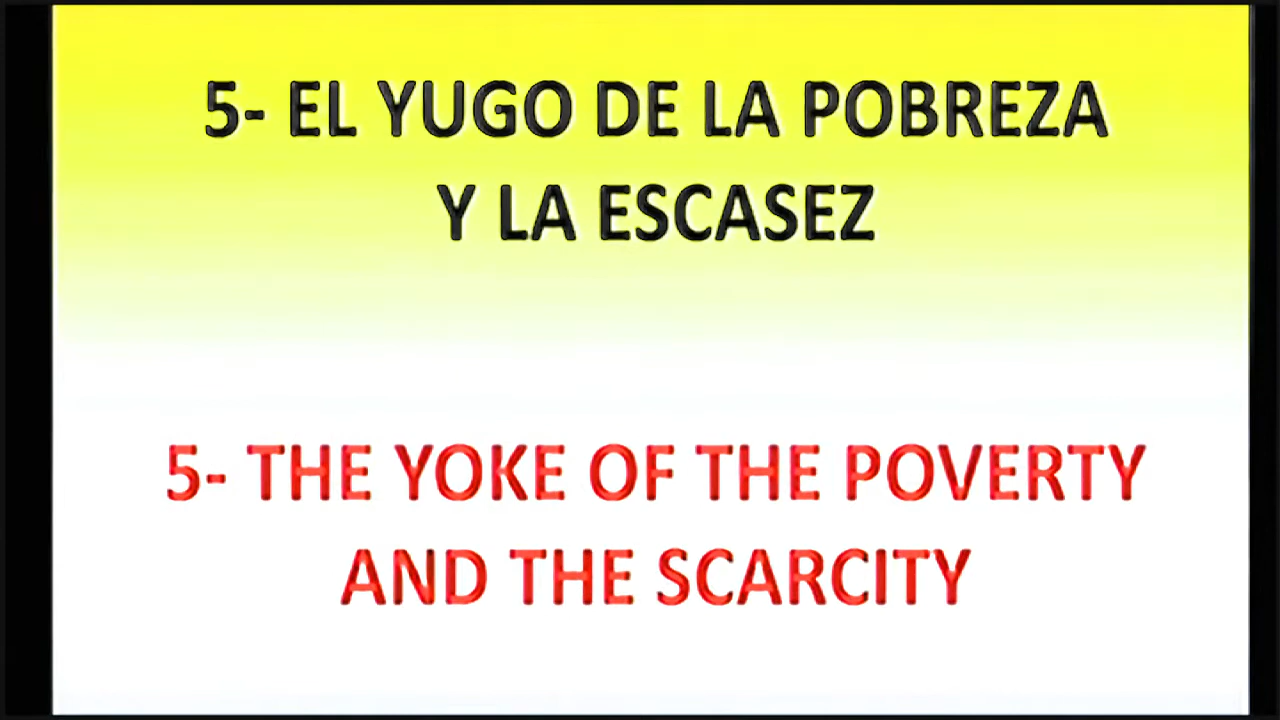 5- EL YUGO DE LA POBREZA
Y LA ESCASEZ
5- THE YOKE OF THE POVERTY
AND THE SCARCITY